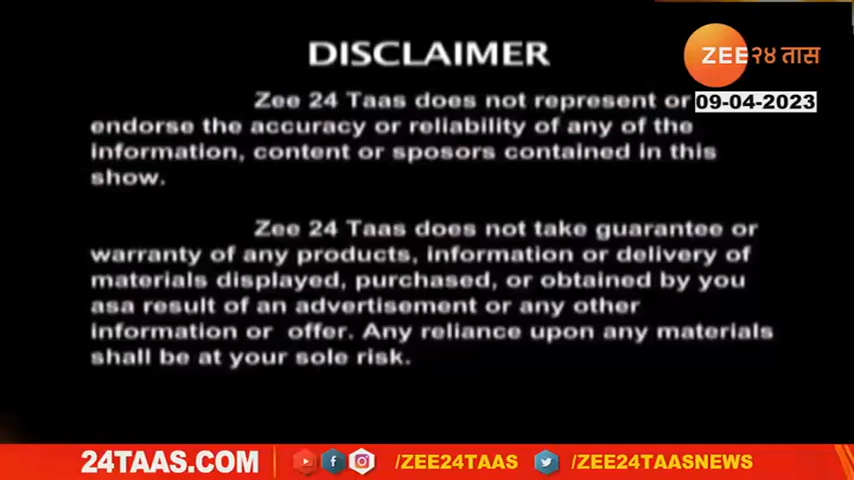 DISCLAIMER
ZEE २४ तास
Zee 24 Taas does not represent or
09-04-2023
endorse the accuracy or reliability of any of the
information, content or sposors contained in this
show.
Zee 24 Taas does not take guarantee or
warranty of any products, information or delivery of
materials displayed, purchased, or obtained by you
asa result of an advertisement or any other
information or offer. Any reliance upon any materials
shall be at your sole risk.
24TAAS.COM /ZEE24TAAS /ZEE24TAASNEWS